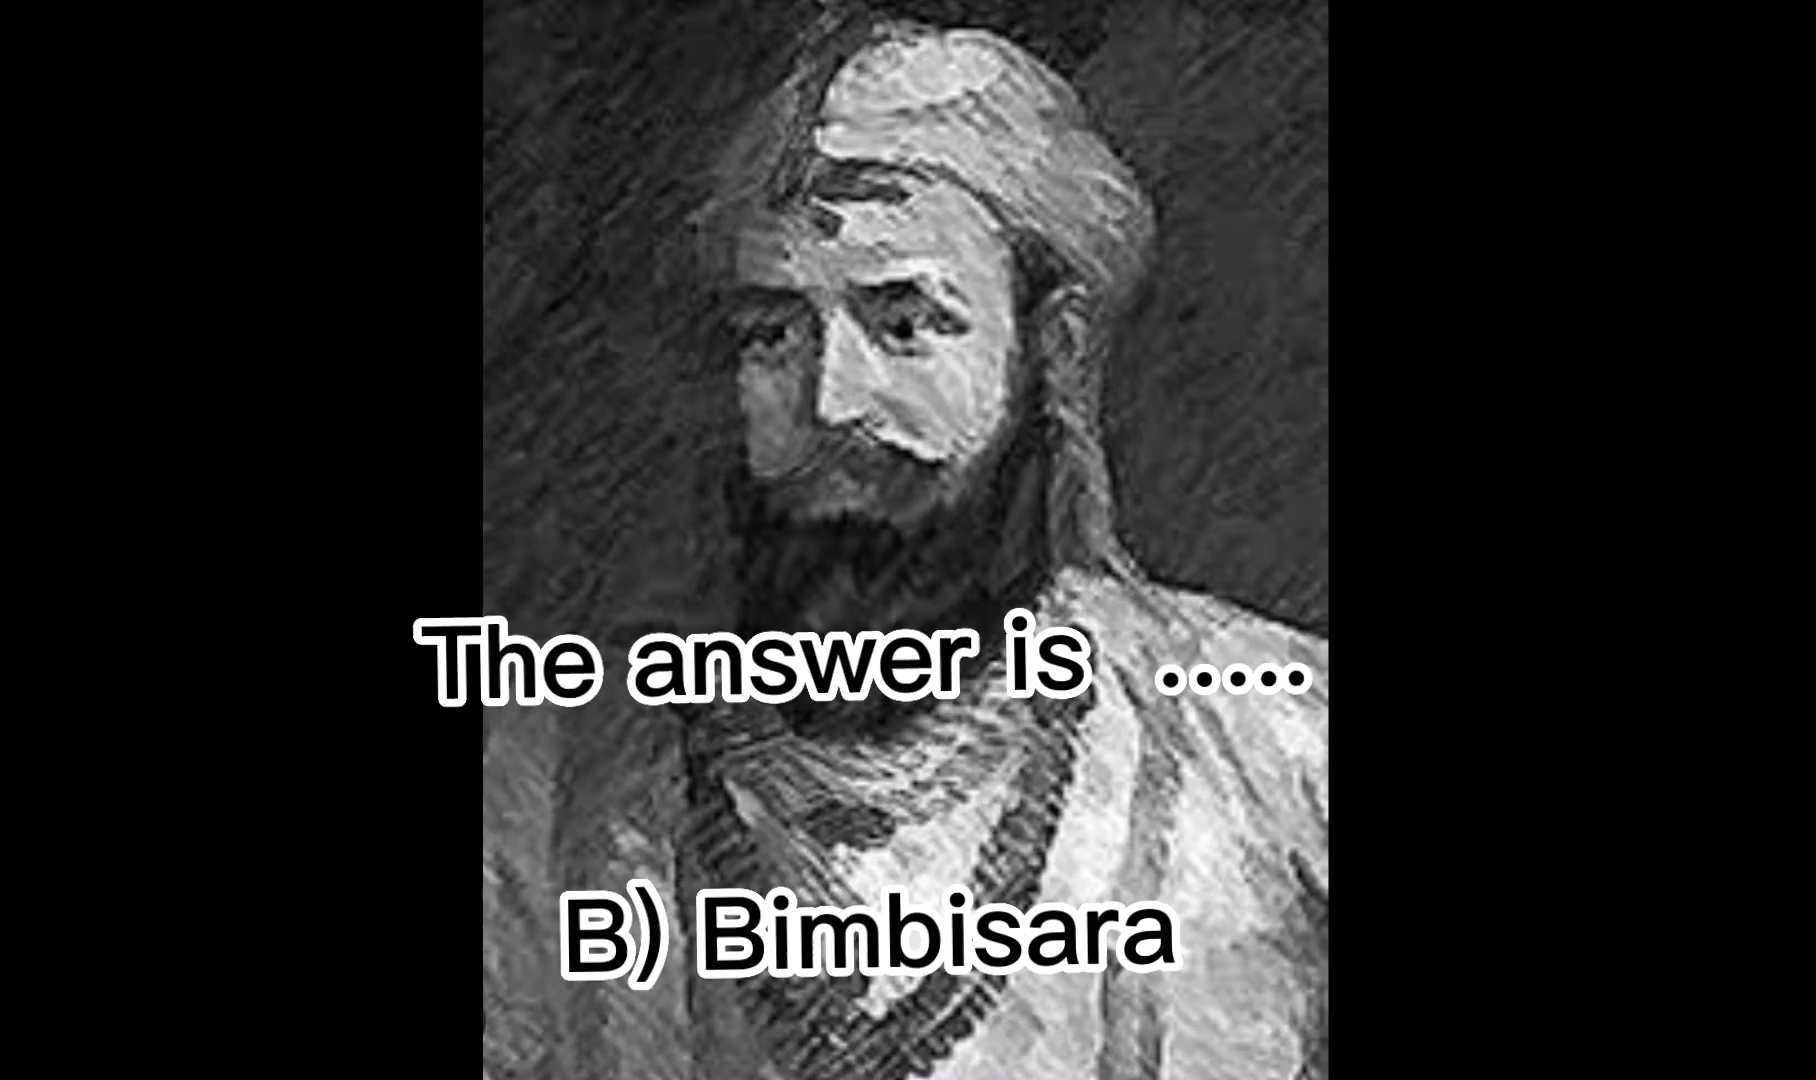 The answer is .....
B) Bimbisara